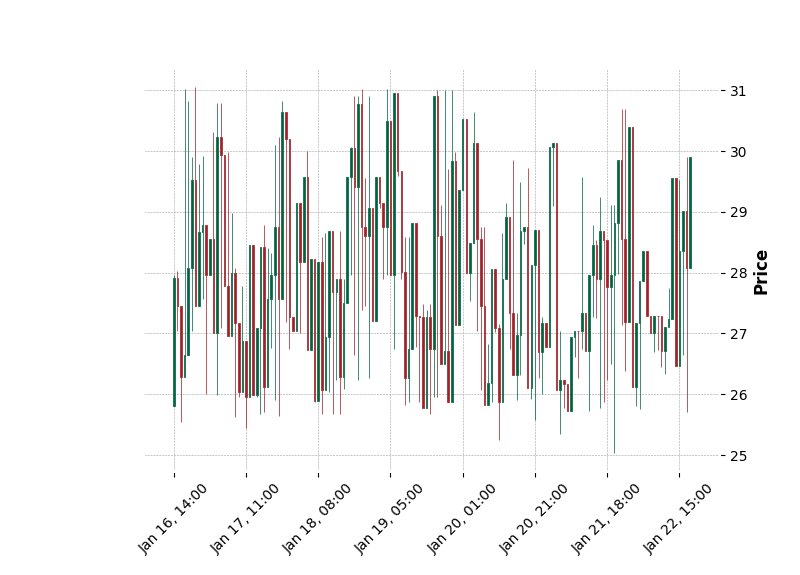 31
30
29
28
27
26
25
Price
Jan 16, 14:00
Jan 17, 11:00
Jan 18, 08:00
Jan 19, 05:00
Jan 20, 01:00
Jan 20, 21:00
Jan 21, 18:00
Jan 22, 15:00